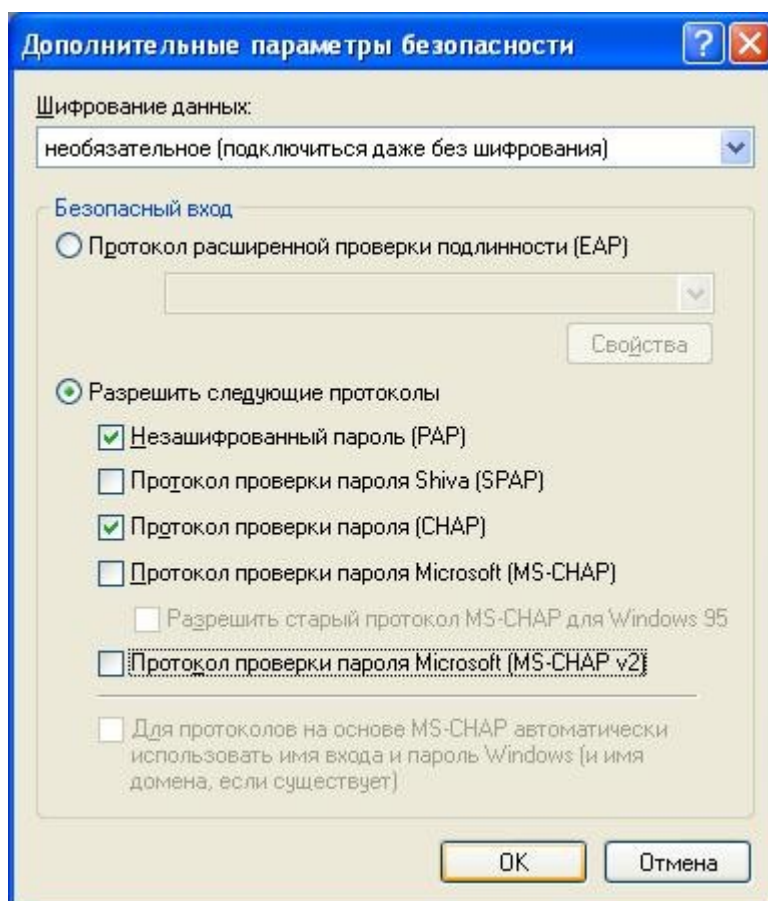 Дополнительные параметры безопасности
Шифрование данных:
необязательное (подключиться даже без шифрования)
Безопасный вход
Протокол расширенной проверки подлинности (EAP)
Свойства
Разрешить следующие протоколы
Незашифрованный пароль (PAP)
Протокол проверки пароля Shiva (SPAP)
Протокол проверки пароля (CHAP)
Протокол проверки пароля Microsoft (MS-CHAP)
Разрешить старый протокол MS-CHAP для Windows 95
Протокол проверки пароля Microsoft (MS-CHAP v2)
Для протоколов на основе MS-CHAP автоматически
использовать имя входа и пароль Windows (и имя
домена, если существует)
OK
Отмена